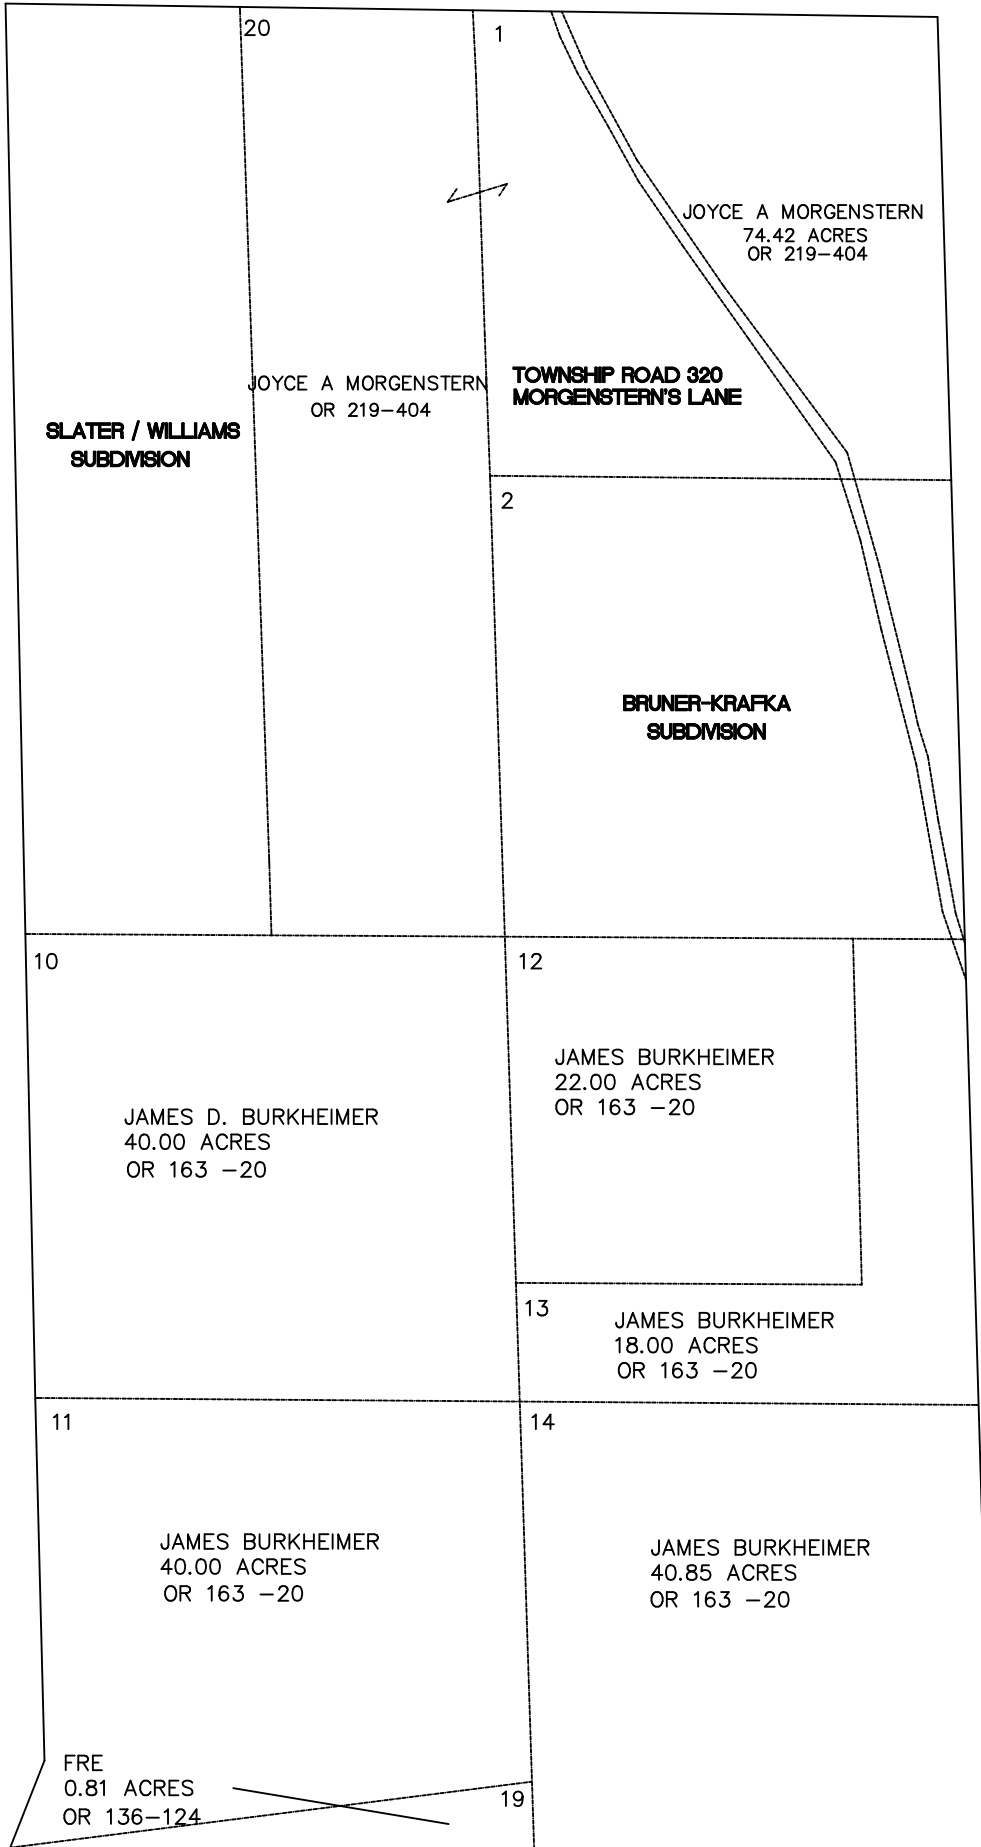 20
1
JOYCE A MORGENSTERN
74.42 ACRES
OR 219-404
TOWNSHIP ROAD 320
MORGENSTERN'S LANE
JOYCE A MORGENSTERN
OR 219-404
SLATER / WILLIAMS
SUBDIVISION
2
BRUNER-KRAFKA
SUBDIVISION
10
12
JAMES BURKHEIMER
22.00 ACRES
OR 163 -20
JAMES D. BURKHEIMER
40.00 ACRES
OR 163 -20
13
JAMES BURKHEIMER
18.00 ACRES
OR 163 -20
11
14
JAMES BURKHEIMER
40.00 ACRES
OR 163 -20
JAMES BURKHEIMER
40.85 ACRES
OR 163 -20
FRE
0.81 ACRES
OR 136-124
19